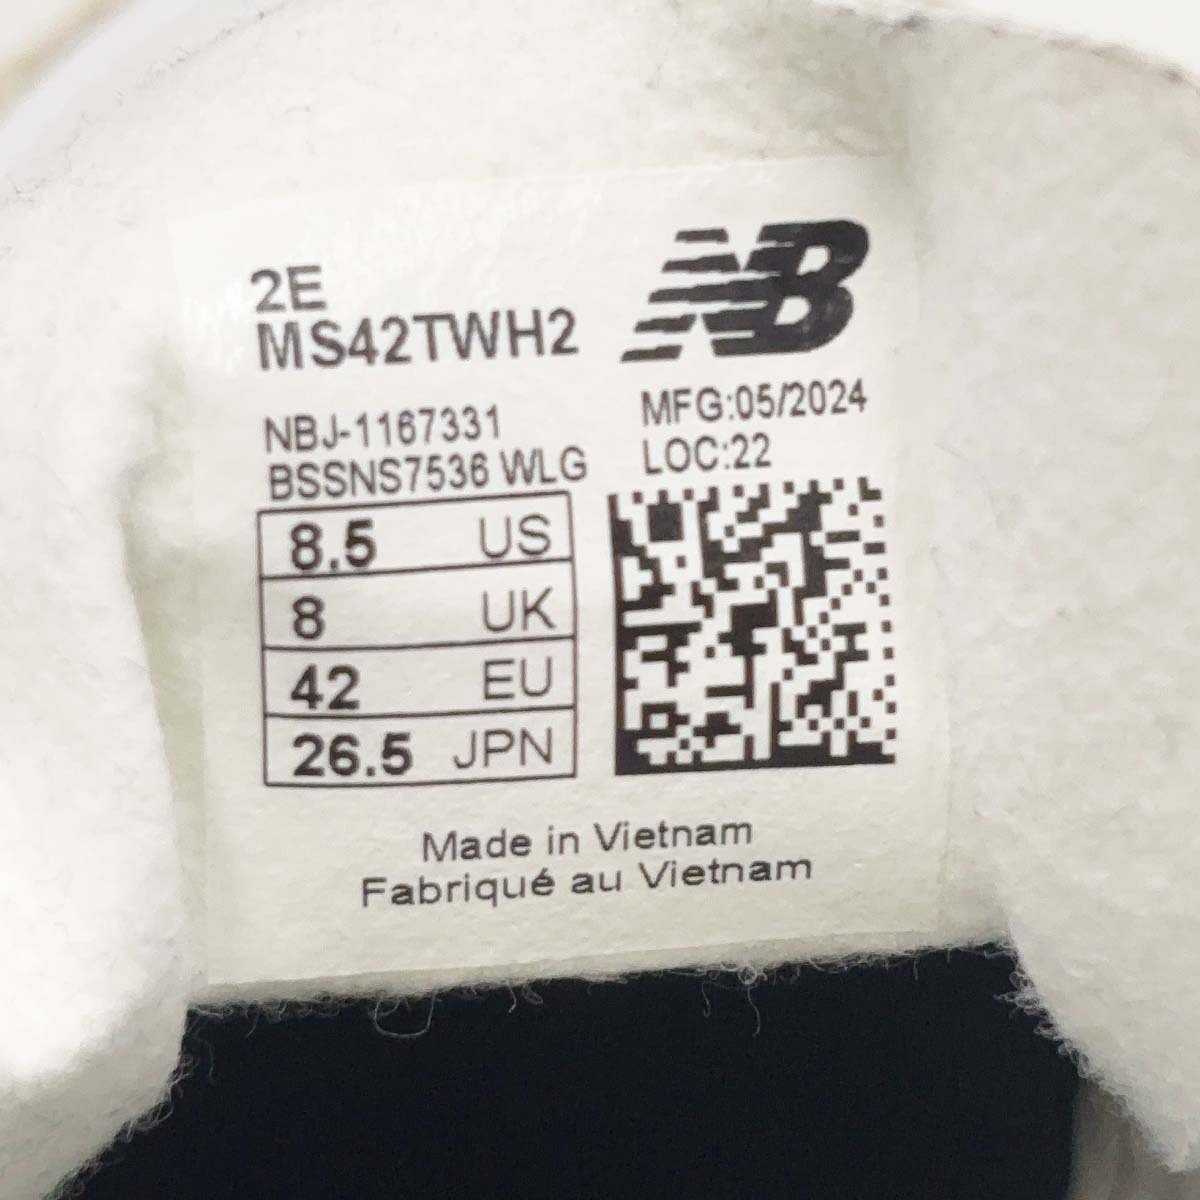 2E
MS42TWH2
NB
NBJ-1167331
BSSNS7536 WLG
MFG:05/2024
LOC:22
8.5 US
8 UK
42 EU
26.5 JPN
Made in Vietnam
Fabriqué au Vietnam